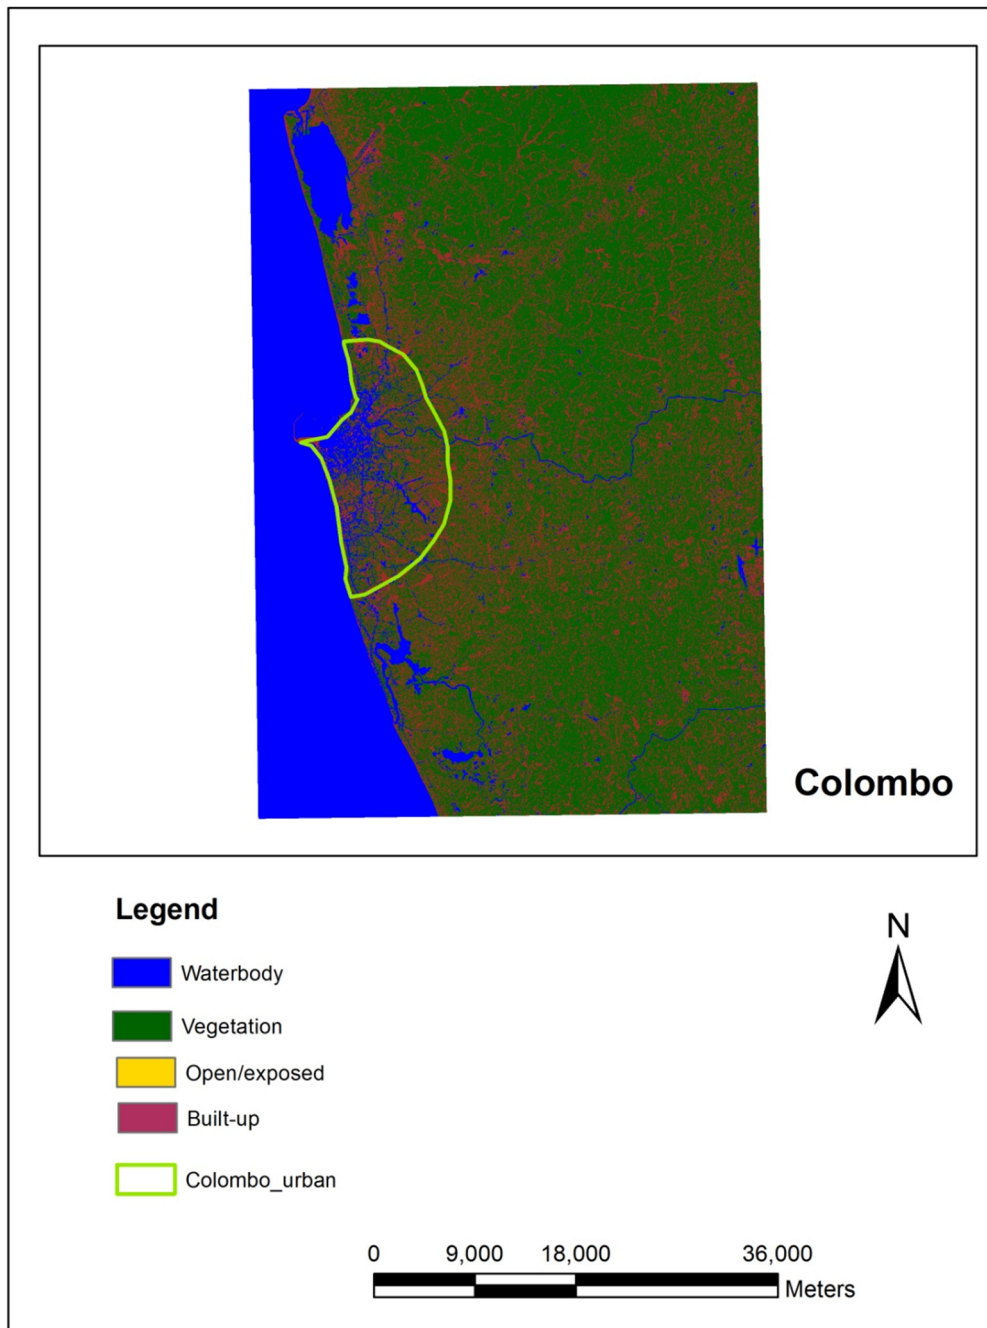 Colombo
Legend
N
Waterbody
Vegetation
Open/exposed
Built-up
Colombo_urban
0 9,000 18,000 36,000
Meters